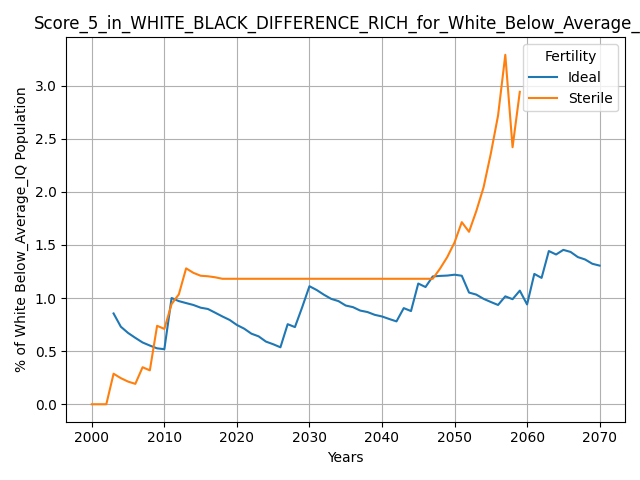 Score_5_in_WHITE_BLACK_DIFFERENCE_RICH_for_White_Below_Average_
% of White Below_Average_IQ Population
3.0
2.5
2.0
1.5
1.0
0.5
0.0
Fertility
Ideal
Sterile
2000 2010 2020 2030 2040 2050 2060 2070
Years